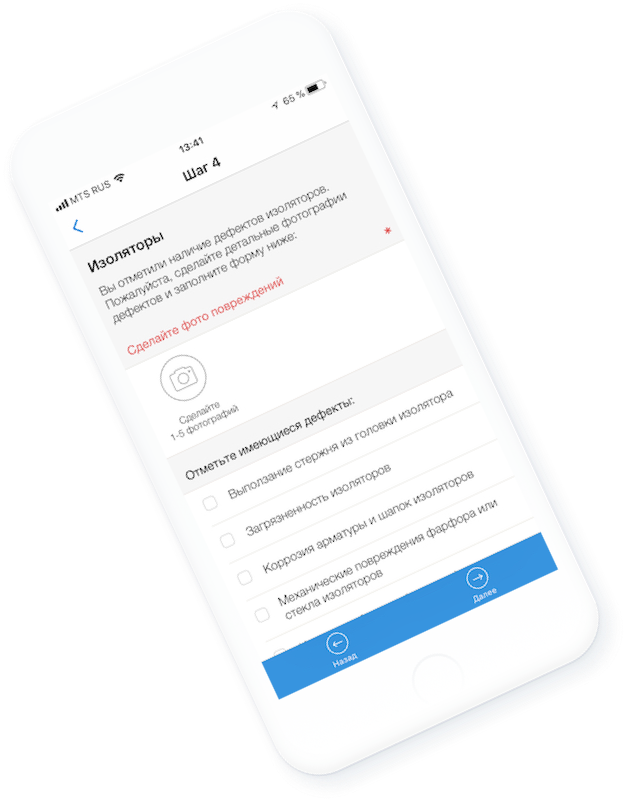 MTS RUS 13:41 65 %
Шаг 4
Изоляторы
Вы отметили наличие дефектов изоляторов.
Пожалуйста, сделайте детальные фотографии
дефектов и заполните форму ниже:
Сделайте фото повреждений *
Сделайте
1-5 фотографий
Отметьте имеющиеся дефекты:
Выползание стержня из головки изолятора
Загрязненность изоляторов
Коррозия арматуры и шапок изоляторов
Механические повреждения фарфора или
стекла изоляторов
Назад
Далее